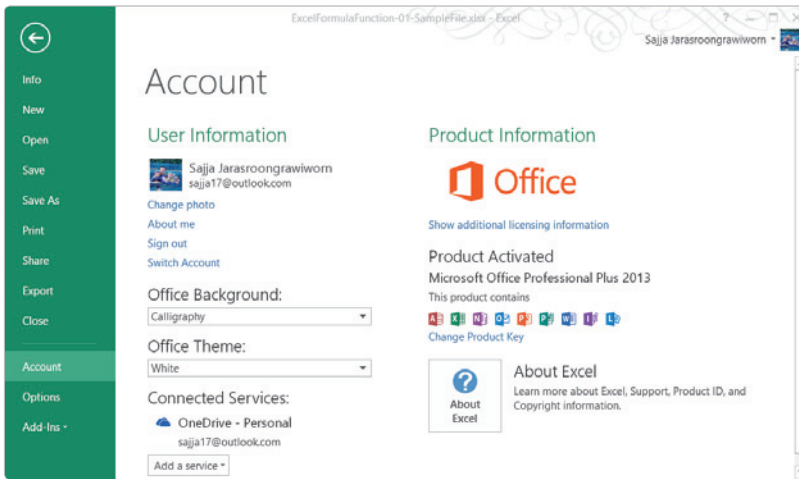 ExcelFormulaFunction-01-SampleFile.xlsx - Excel
Sajja Jarasroongrawiworn
Info
New
Open
Save
Save As
Print
Share
Export
Close
Account
Options
Add-Ins
Account
User Information
Sajja Jarasroongrawiworn
sajja17@outlook.com
Change photo
About me
Sign out
Switch Account
Office Background:
Calligraphy
Office Theme:
White
Connected Services:
OneDrive - Personal
sajja17@outlook.com
Add a service
Product Information
Office
Show additional licensing information
Product Activated
Microsoft Office Professional Plus 2013
This product contains
Change Product Key
About
Excel
About Excel
Learn more about Excel, Support, Product ID, and
Copyright information.